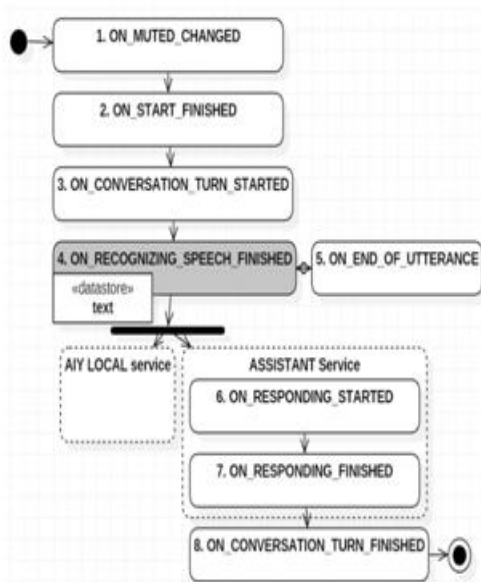 1. ON_MUTED_CHANGED
2. ON_START_FINISHED
3. ON_CONVERSATION_TURN_STARTED
4. ON_RECOGNIZING_SPEECH_FINISHED
5. ON_END_OF_UTTERANCE
«datastore»
text
AIY LOCAL service
ASSISTANT Service
6. ON_RESPONDING_STARTED
7. ON_RESPONDING_FINISHED
8. ON_CONVERSATION_TURN_FINISHED